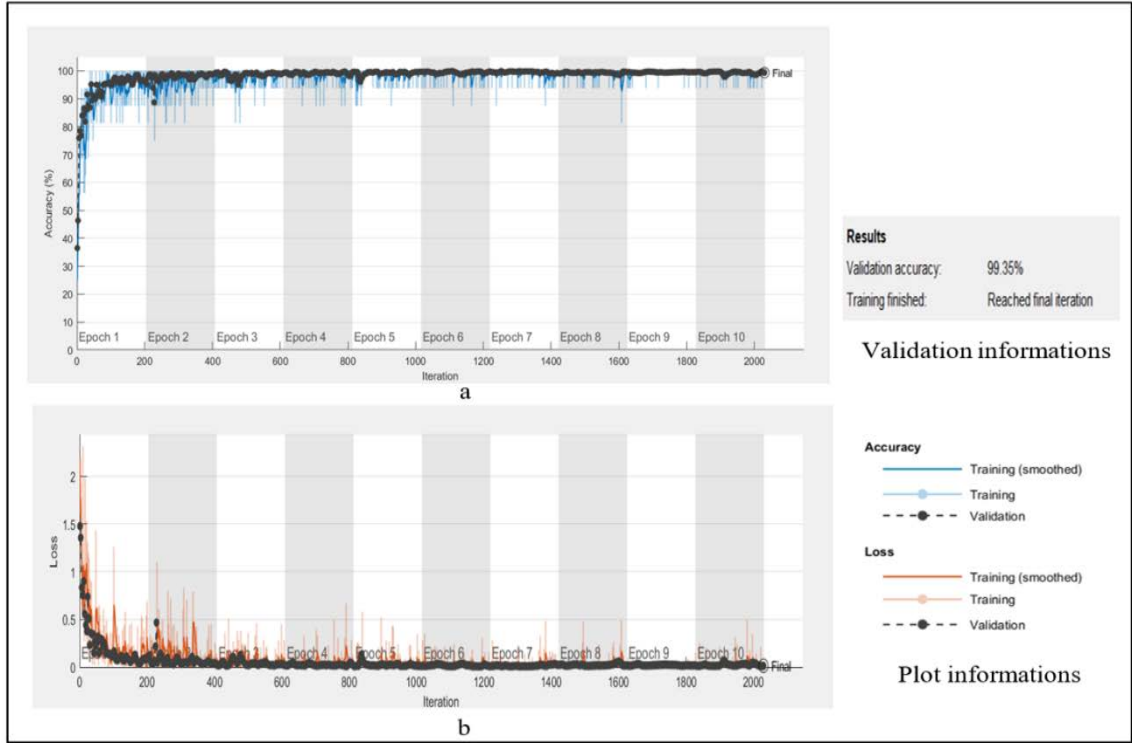 100
90
80
70
60
50
40
30
20
10
0
Accuracy (%)
Final
Epoch 1 Epoch 2 Epoch 3 Epoch 4 Epoch 5 Epoch 6 Epoch 7 Epoch 8 Epoch 9 Epoch 10
0 200 400 600 800 1000 1200 1400 1600 1800 2000
Iteration
a
Results
Validation accuracy: 99.35%
Training finished: Reached final iteration
Validation informations
2
1.5
1
0.5
0
Loss
Epoch 4 Epoch 5 Epoch 6 Epoch 7 Epoch 8 Epoch 9 Epoch 10
Final
0 200 400 600 800 1000 1200 1400 1600 1800 2000
Iteration
b
Accuracy
Training (smoothed)
Training
Validation
Loss
Training (smoothed)
Training
Validation
Plot informations